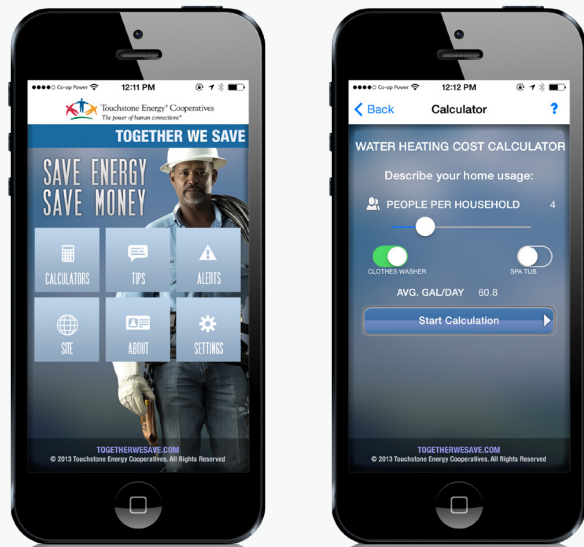 Co-op Power 12:11 PM
Touchstone Energy® Cooperatives
The power of human connections®
TOGETHER WE SAVE
SAVE ENERGY
SAVE MONEY
CALCULATORS TIPS ALERTS
SITE ABOUT SETTINGS
TOGETHERWESAVE.COM
© 2013 Touchstone Energy Cooperatives. All Rights Reserved
Co-op Power 12:12 PM
Back Calculator ?
WATER HEATING COST CALCULATOR
Describe your home usage:
PEOPLE PER HOUSEHOLD 4
CLOTHES WASHER SPA TUB
AVG. GAL/DAY 60.8
Start Calculation
TOGETHERWESAVE.COM
© 2013 Touchstone Energy Cooperatives. All Rights Reserved